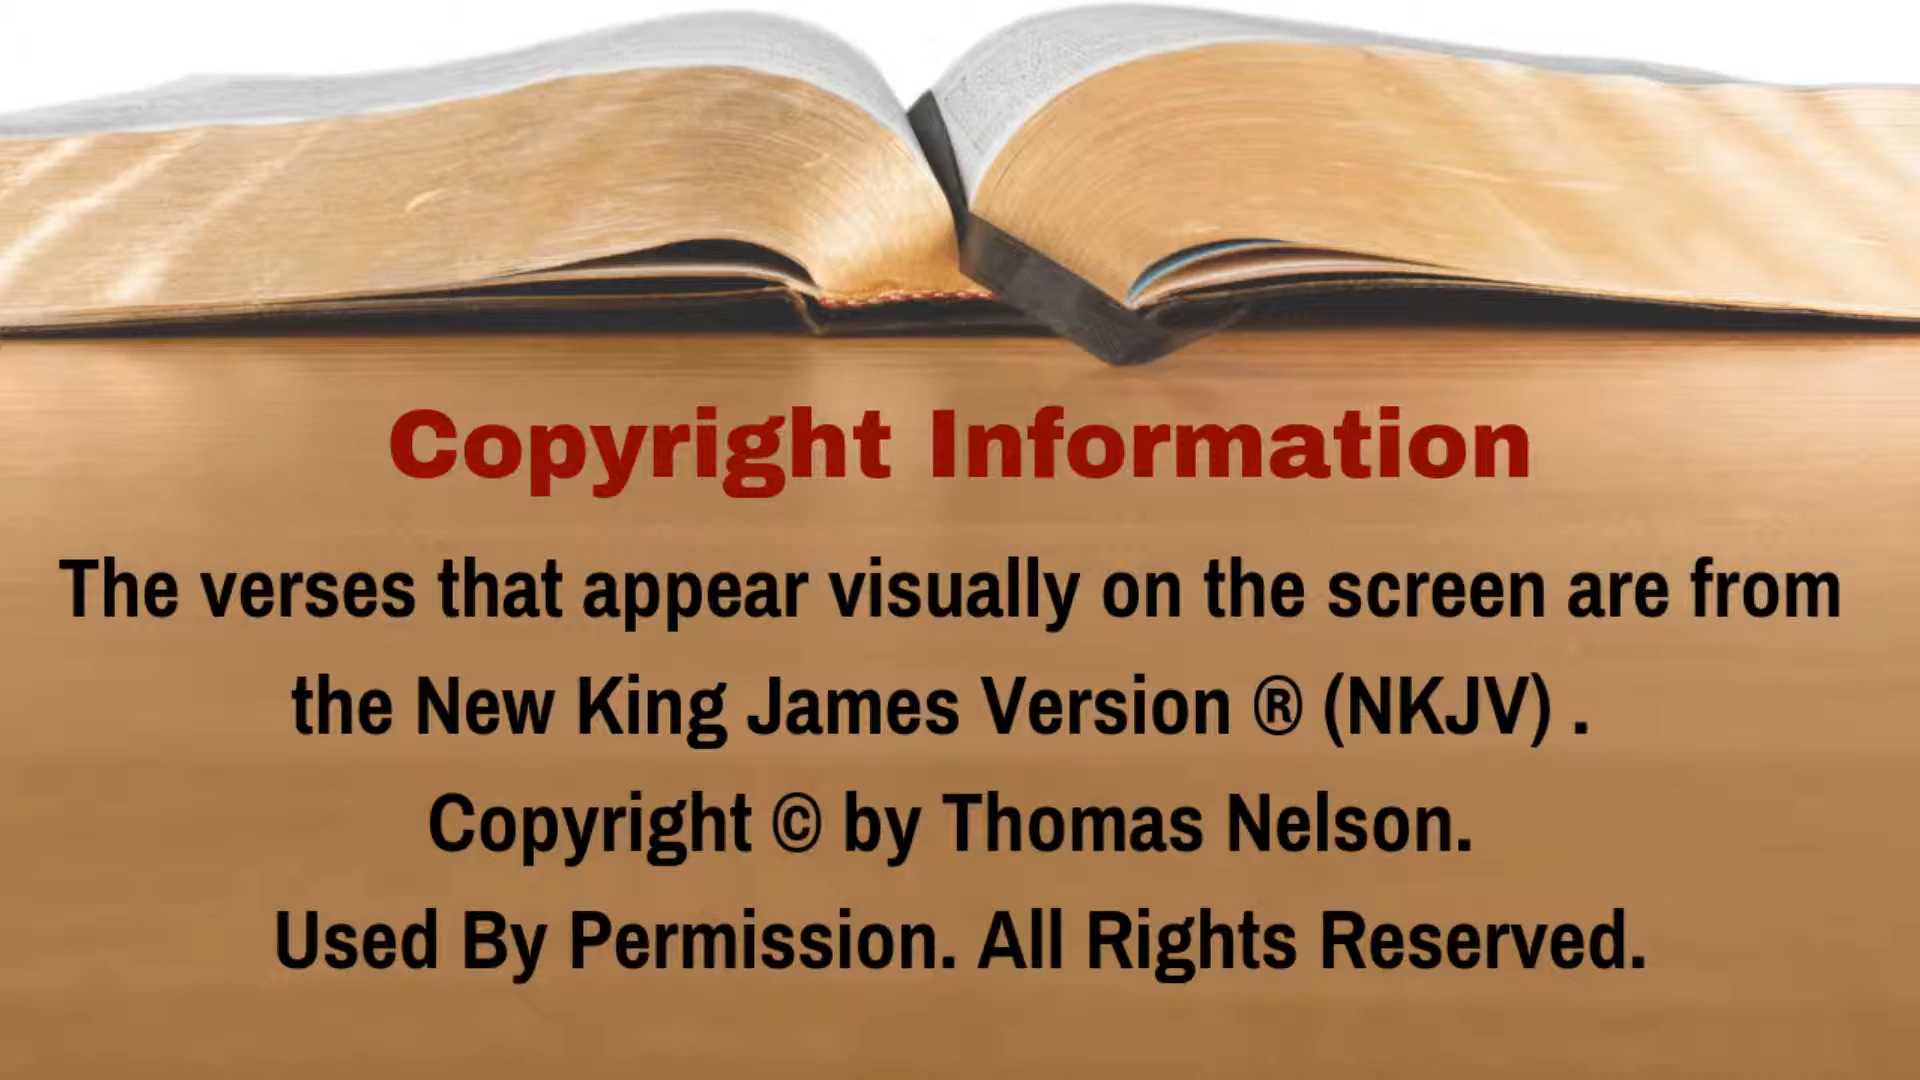 Copyright Information
The verses that appear visually on the screen are from
the New King James Version ® (NKJV) .
Copyright © by Thomas Nelson.
Used By Permission. All Rights Reserved.